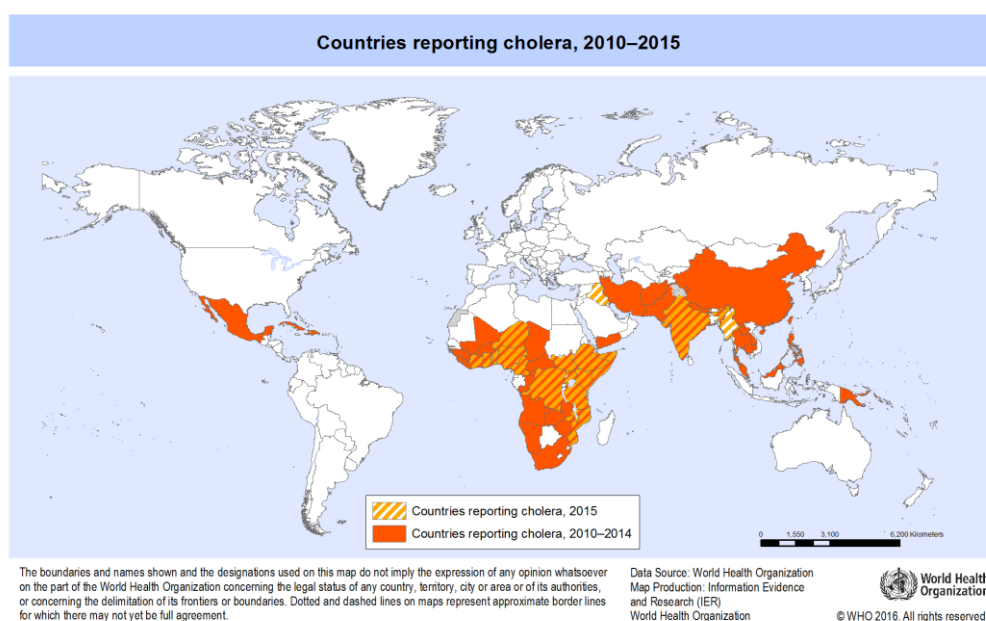 Countries reporting cholera, 2010–2015
Countries reporting cholera, 2015
Countries reporting cholera, 2010–2014
0 1,550 3,100 6,200 Kilometers
The boundaries and names shown and the designations used on this map do not imply the expression of any opinion whatsoever
on the part of the World Health Organization concerning the legal status of any country, territory, city or area or of its authorities,
or concerning the delimitation of its frontiers or boundaries. Dotted and dashed lines on maps represent approximate border lines
for which there may not yet be full agreement.
Data Source: World Health Organization
Map Production: Information Evidence
and Research (IER)
World Health Organization
World Health
Organization
© WHO 2016. All rights reserved